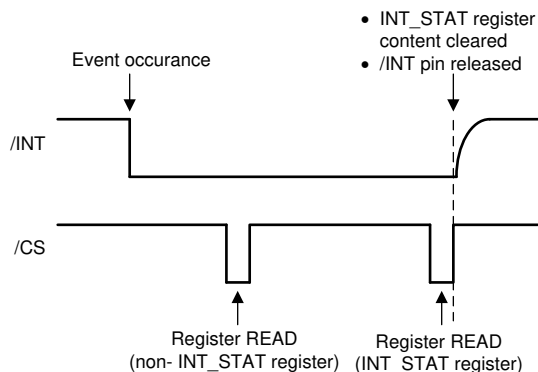 • INT_STAT register
content cleared
• /INT pin released
Event occurance
/INT
/CS
Register READ
(non- INT_STAT register)
Register READ
(INT_STAT register)